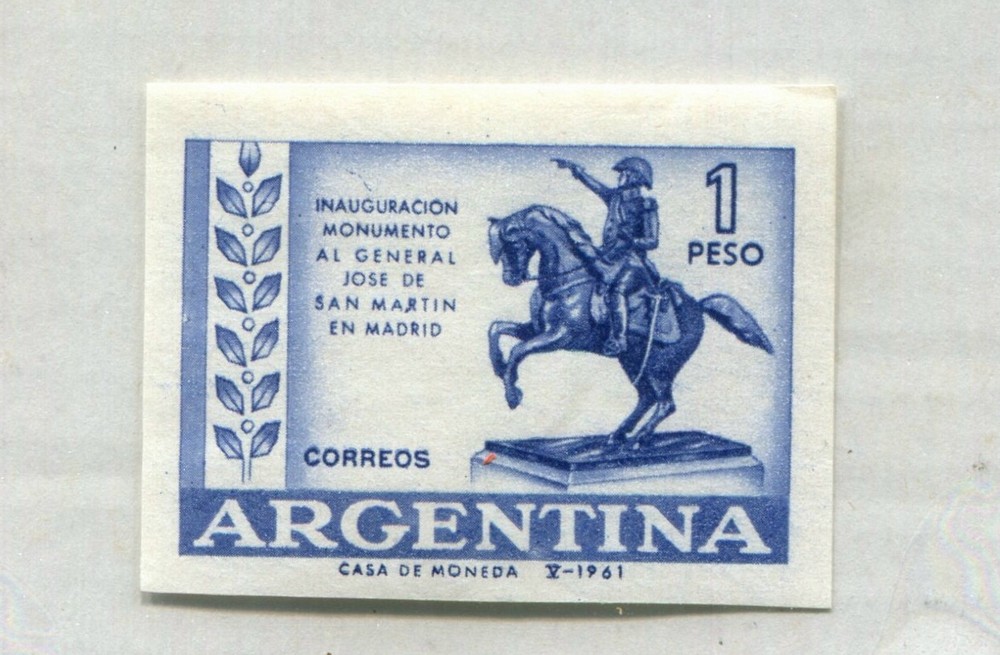 INAUGURACION
MONUMENTO
AL GENERAL
JOSE DE
SAN MARTIN
EN MADRID
1
PESO
CORREOS
ARGENTINA
CASA DE MONEDA V-1961